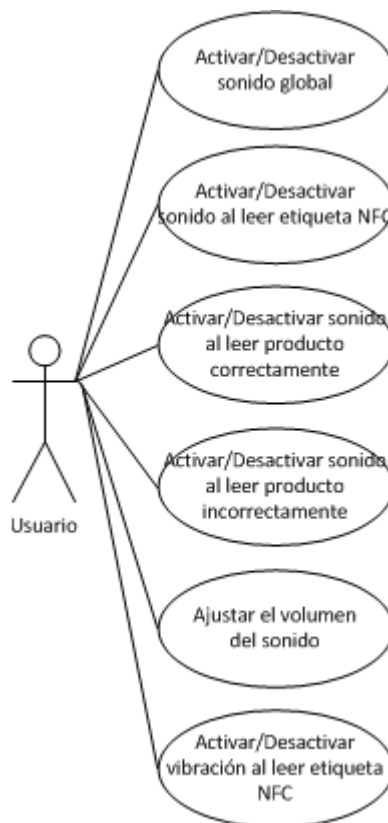 Activar/Desactivar
sonido global
Activar/Desactivar
sonido al leer etiqueta NFC
Activar/Desactivar sonido
al leer producto
correctamente
Activar/Desactivar sonido
al leer producto
incorrectamente
Usuario
Ajustar el volumen
del sonido
Activar/Desactivar
vibración al leer etiqueta
NFC